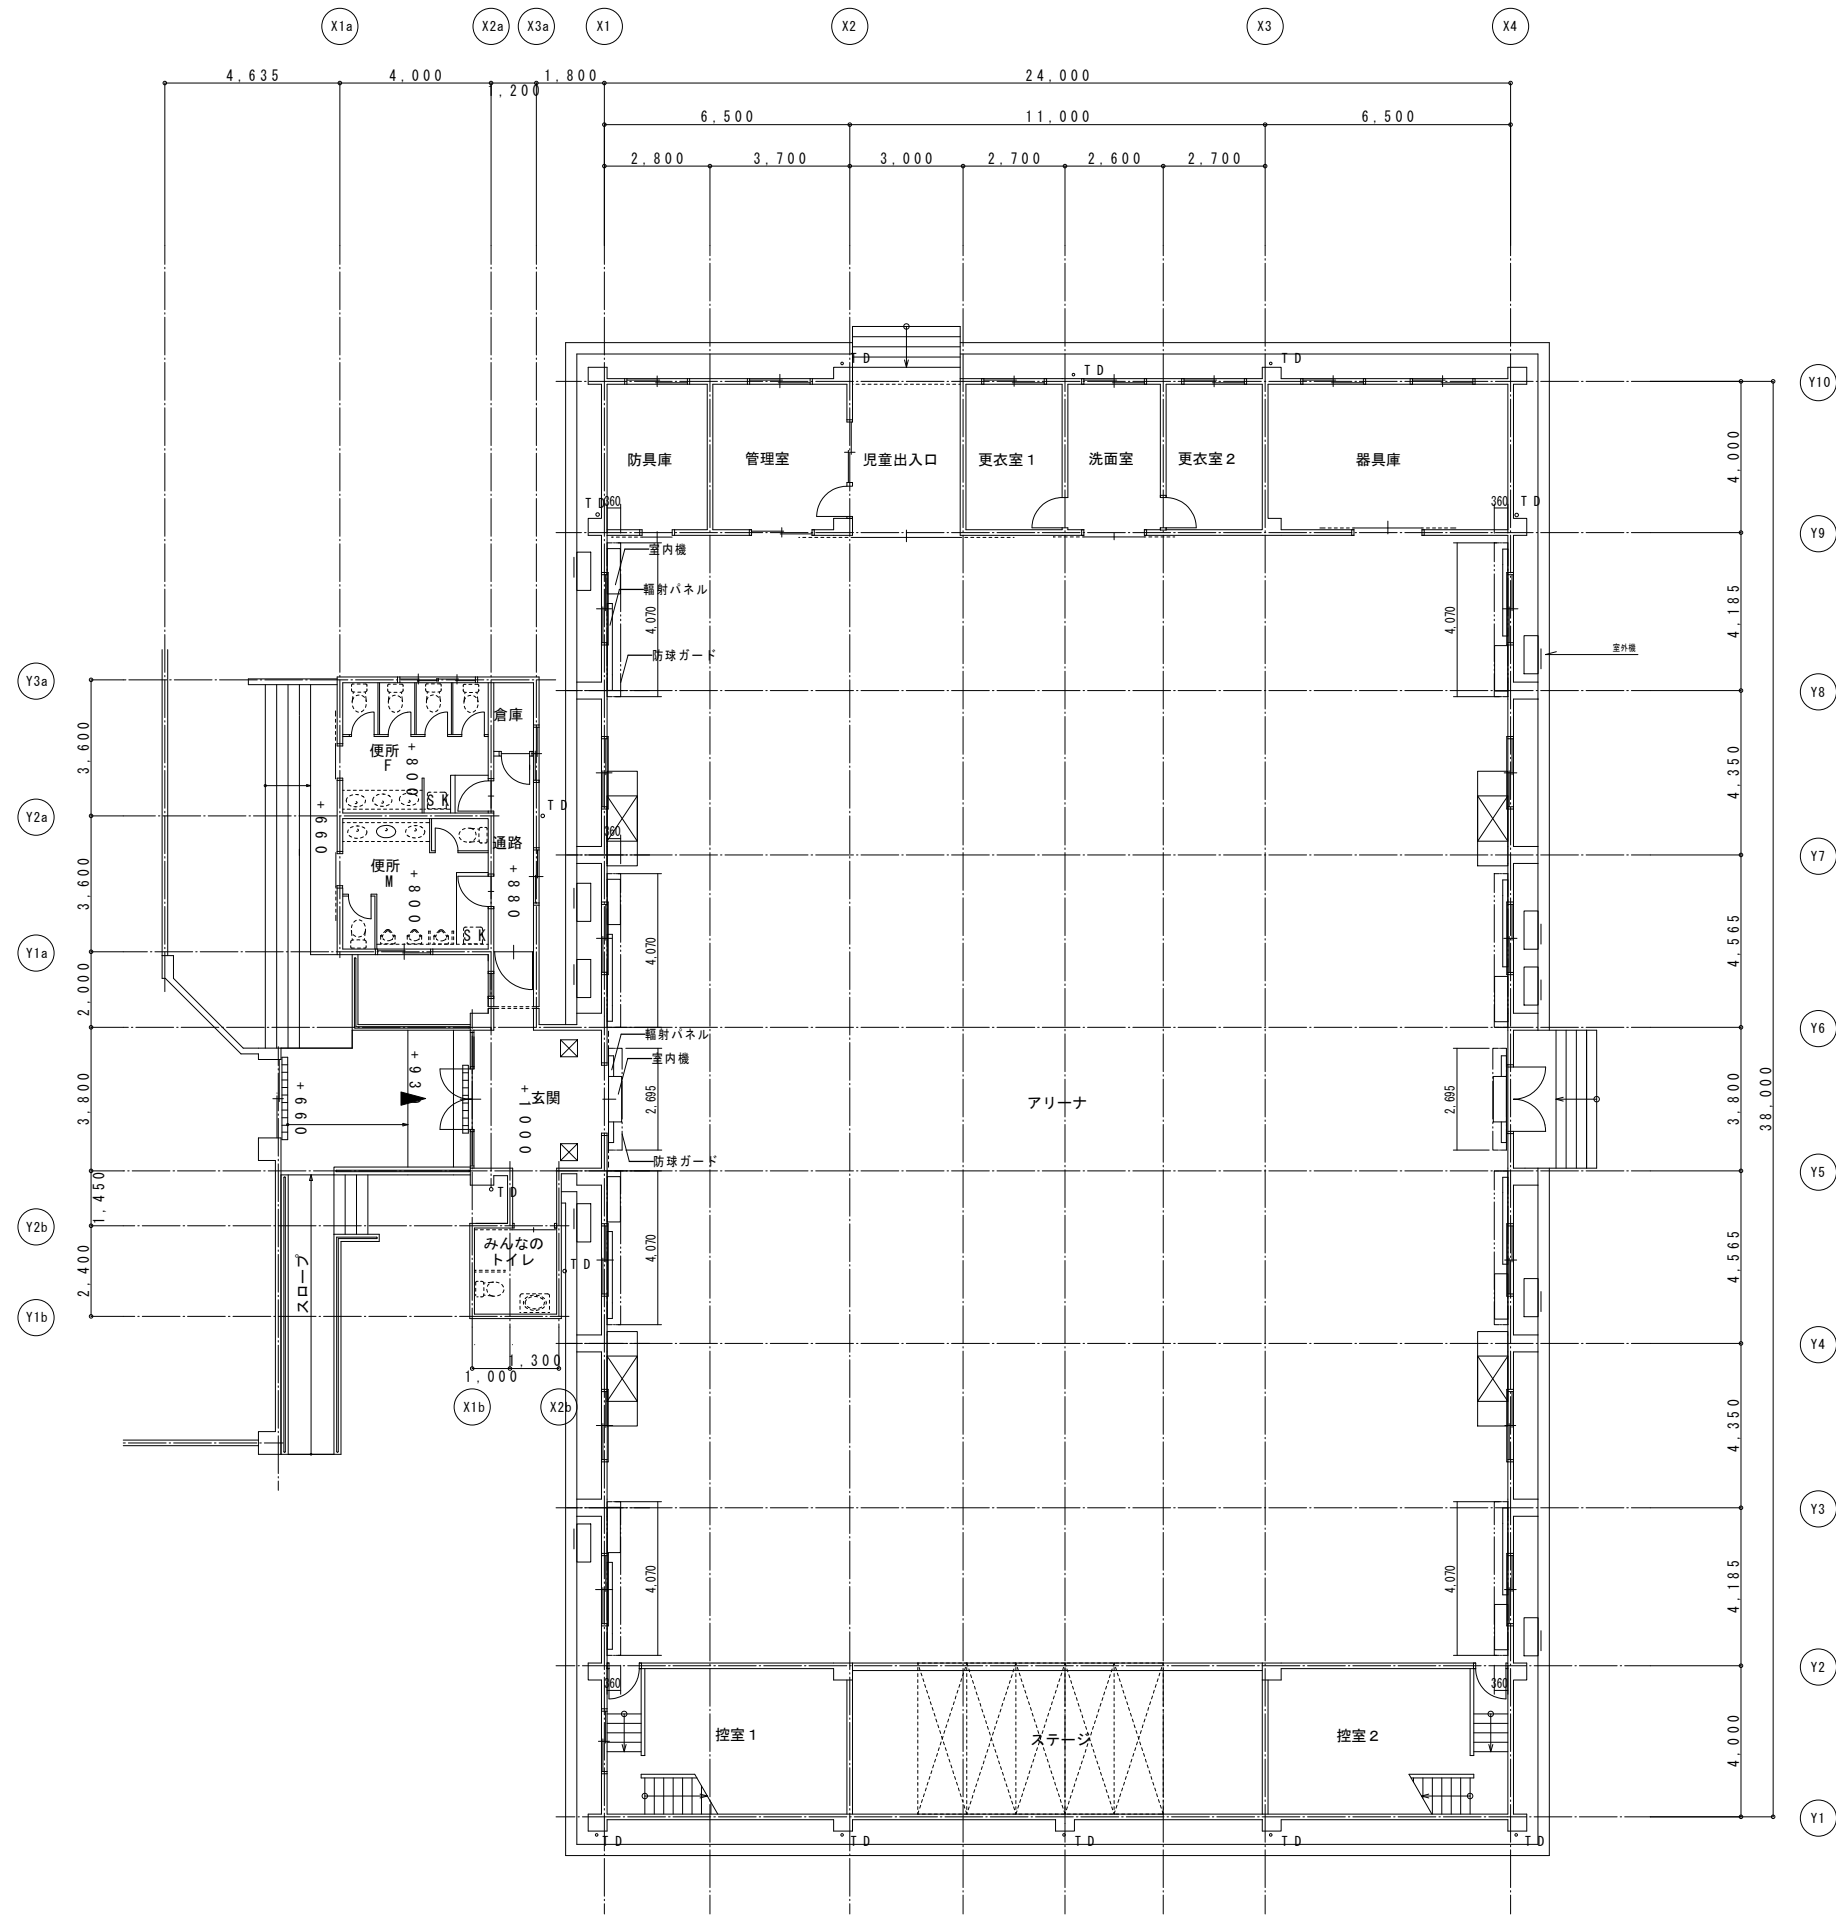 X1a X2a X3a X1 X2 X3 X4
4,635 4,000 1,800 24,000
1,200
6,500 11,000 6,500
2,800 3,700 3,000 2,700 2,600 2,700
TD TD TD
Y10
防具庫 管理室 児童出入口 更衣室1 洗面室 更衣室2 器具庫
4,000
TD 360 360 TD
Y9
室内機
輻射パネル
4,070 4,070 4,185
防球ガード 室外機
Y3a Y8
倉庫
3,600 便所 +800 4,350
F
SK TD
+660
Y2a
360
通路
Y7
便所
M
3,600 +800 +880
SK
4,070 4,565
Y1a
2,000
Y6
輻射パネル
室内機
+660 +93
3,800 +1000 玄関 2,695 アリーナ 2,695 3,800 38,000
防球ガード
Y5
1,450 TD
Y2b
みんなの
トイレ
4,070 4,565
TD
2,400 スロープ
Y1b
Y4
1,300
1,000
X1b X2b
4,350
Y3
4,070 4,070 4,185
Y2
360 360
控室1 ステージ 控室2
4,000
Y1
TD TD TD TD TD